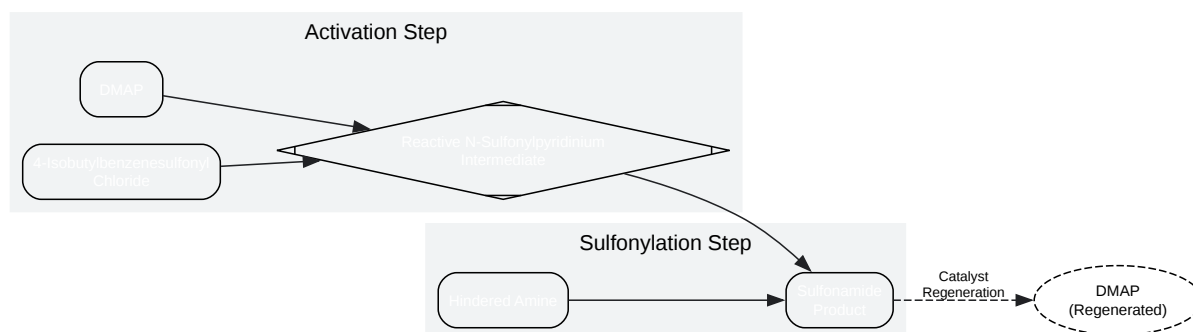 Activation Step
DMAP
4-Isobutylbenzenesulfonyl
Chloride
Reactive N-Sulfonylpyridinium
Intermediate
Sulfonylation Step
Hindered Amine
Sulfonamide
Product
Catalyst
Regeneration
DMAP
(Regenerated)